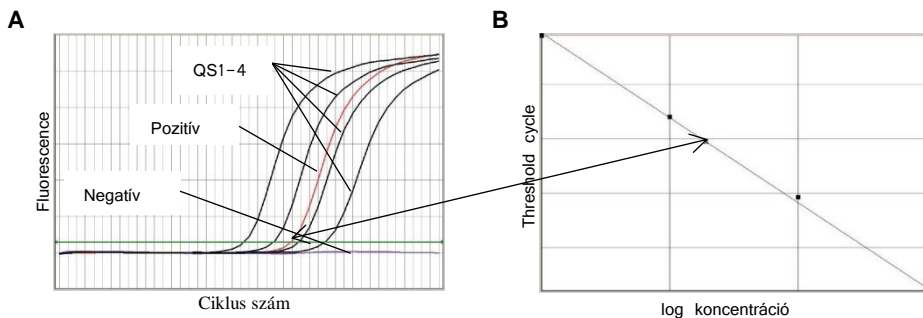 A
B
QS1-4
Pozitív
Negatív
Fluorescence
Ciklus szám
Threshold cycle
log koncentráció